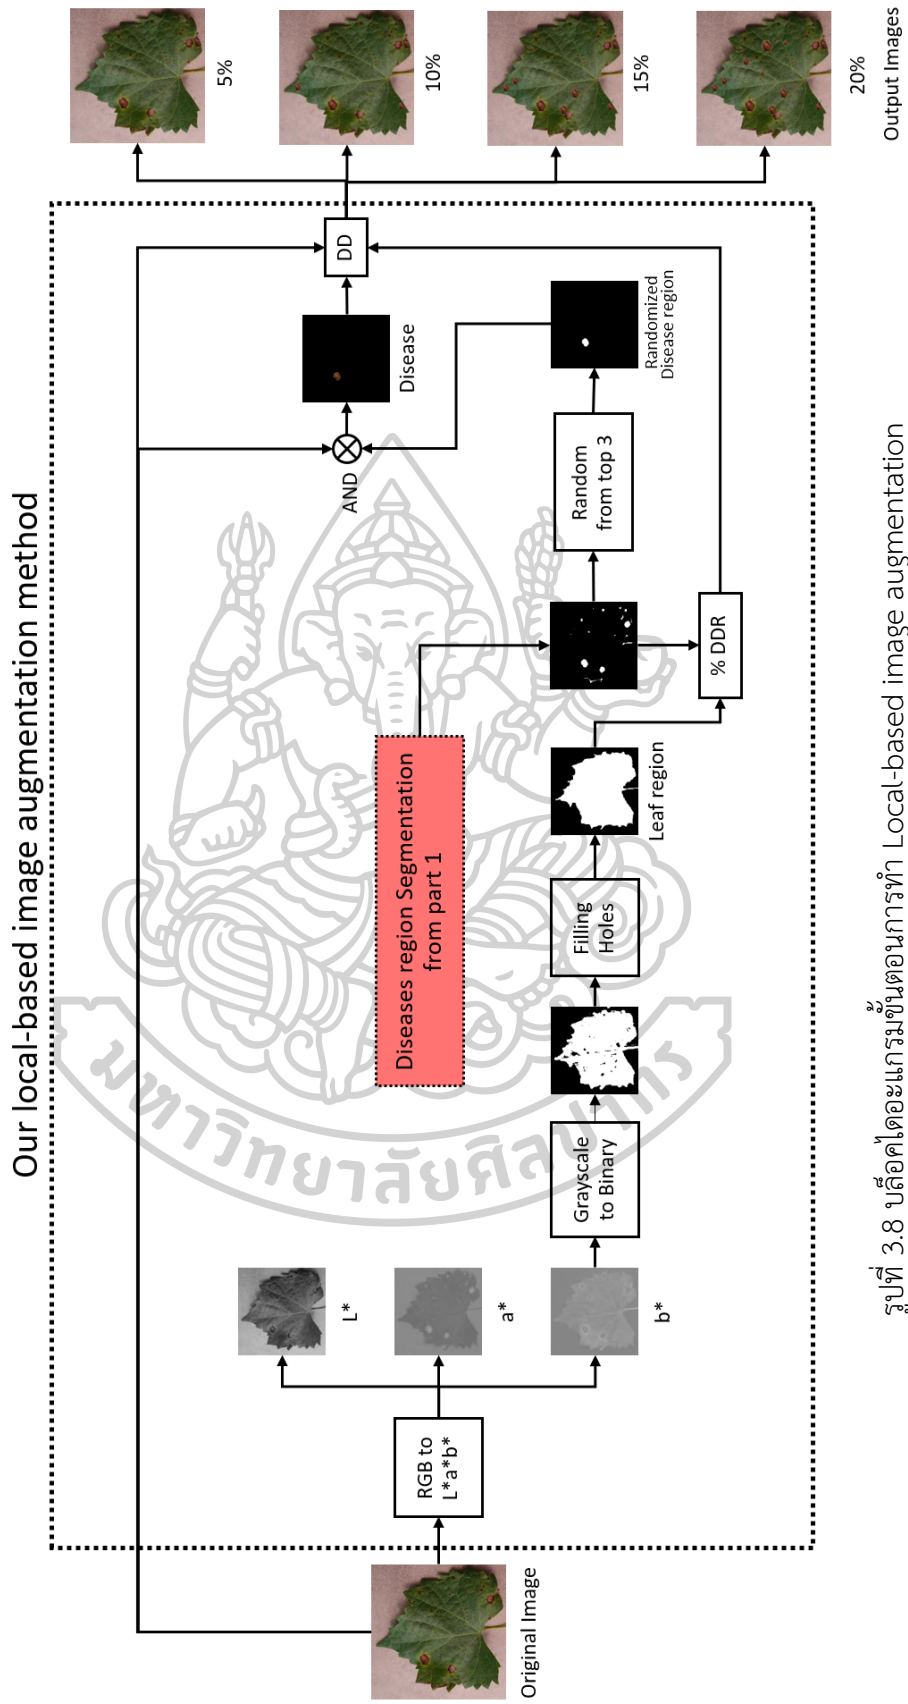 Our local-based image augmentation method
Original Image
RGB to
L*a*b*
L*
a*
b*
Grayscale
to Binary
Filling
Holes
Leaf region
Diseases region Segmentation
from part 1
% DDR
Random
from top 3
Randomized
Disease region
AND
Disease
DD
5%
10%
15%
20%
Output Images
มหาวิทยาลัยศิลปากร
รูปที่ 3.8 บล็อคไดอะแกรมขั้นตอนการทำ Local-based image augmentation